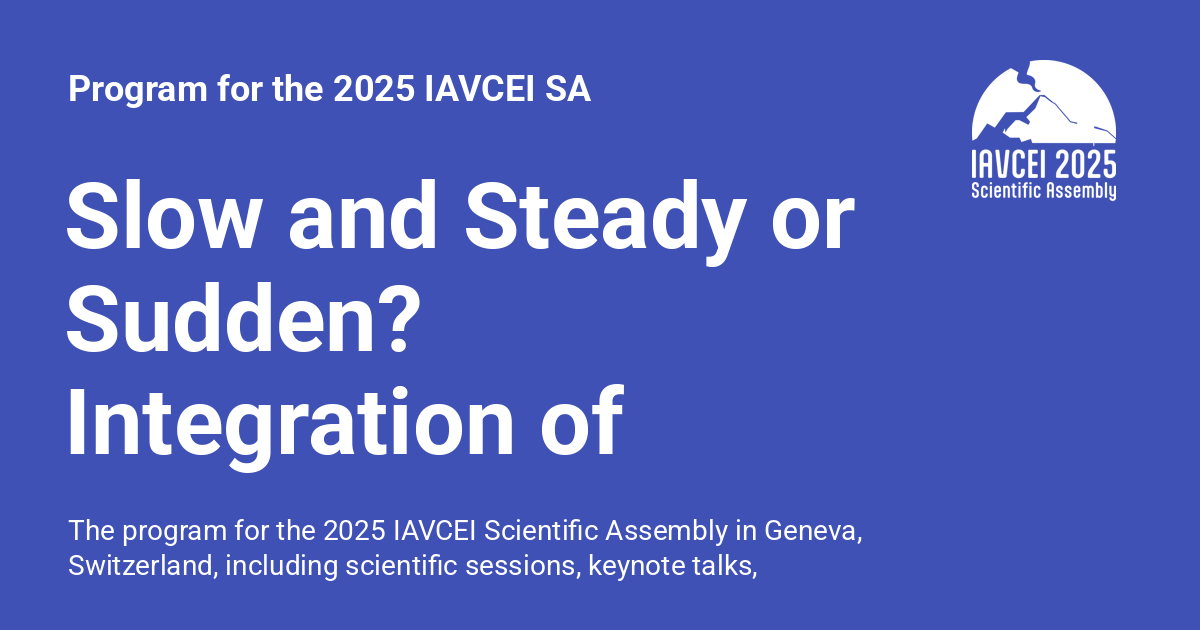 Program for the 2025 IAVCEI SA
IAVCEI 2025
Scientific Assembly
Slow and Steady or
Sudden?
Integration of
The program for the 2025 IAVCEI Scientific Assembly in Geneva,
Switzerland, including scientific sessions, keynote talks,